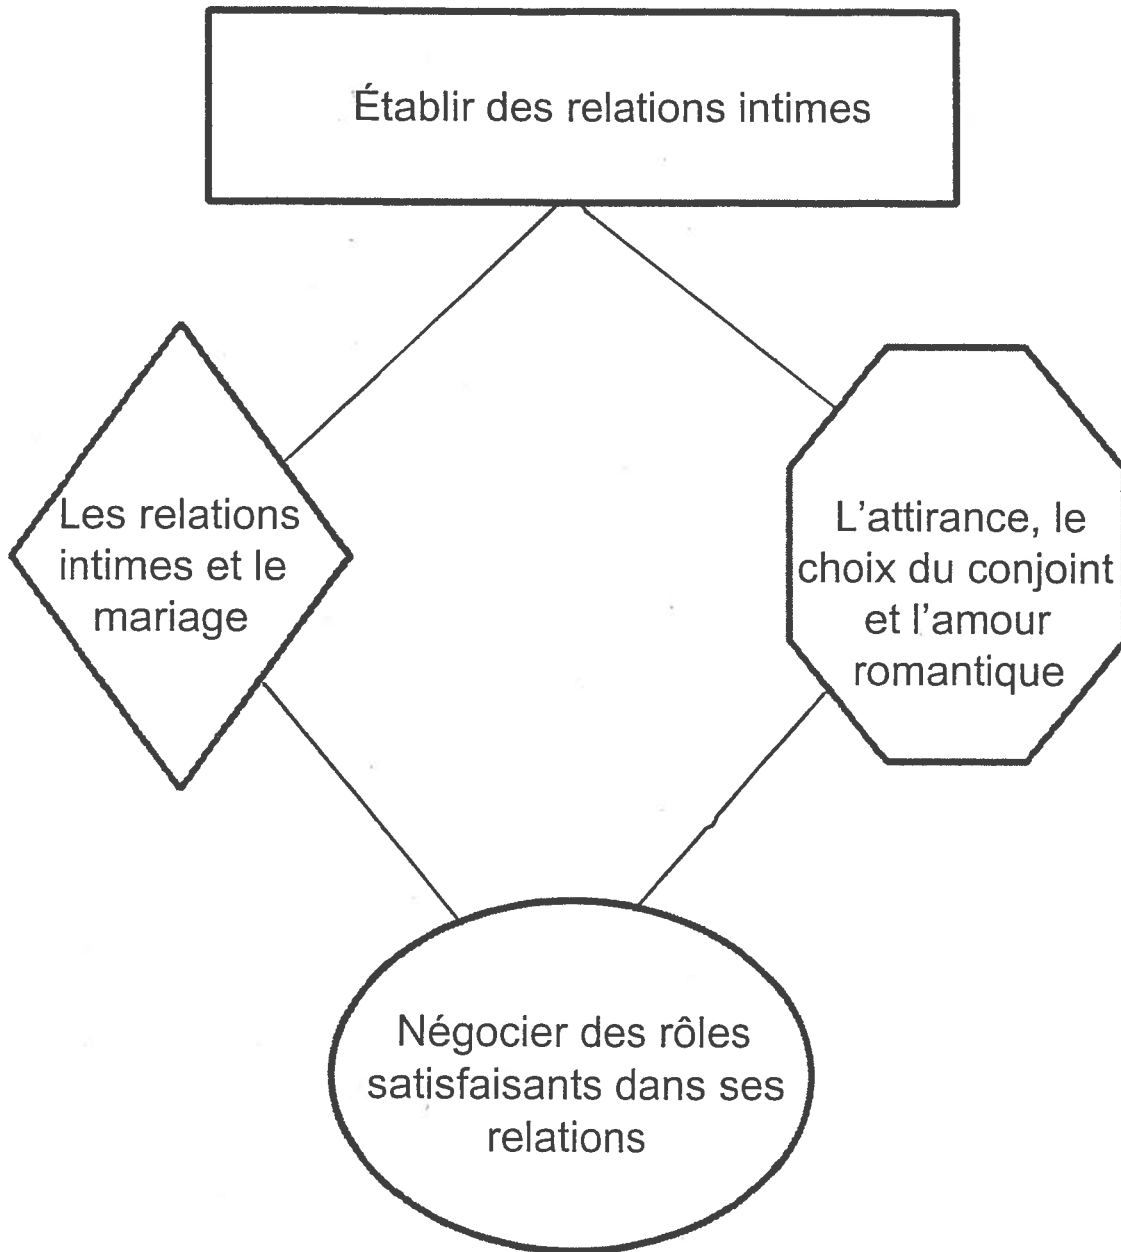 Établir des relations intimes
Les relations
intimes et le
mariage
L'attirance, le
choix du conjoint
et l'amour
romantique
Négocier des rôles
satisfaisants dans ses
relations